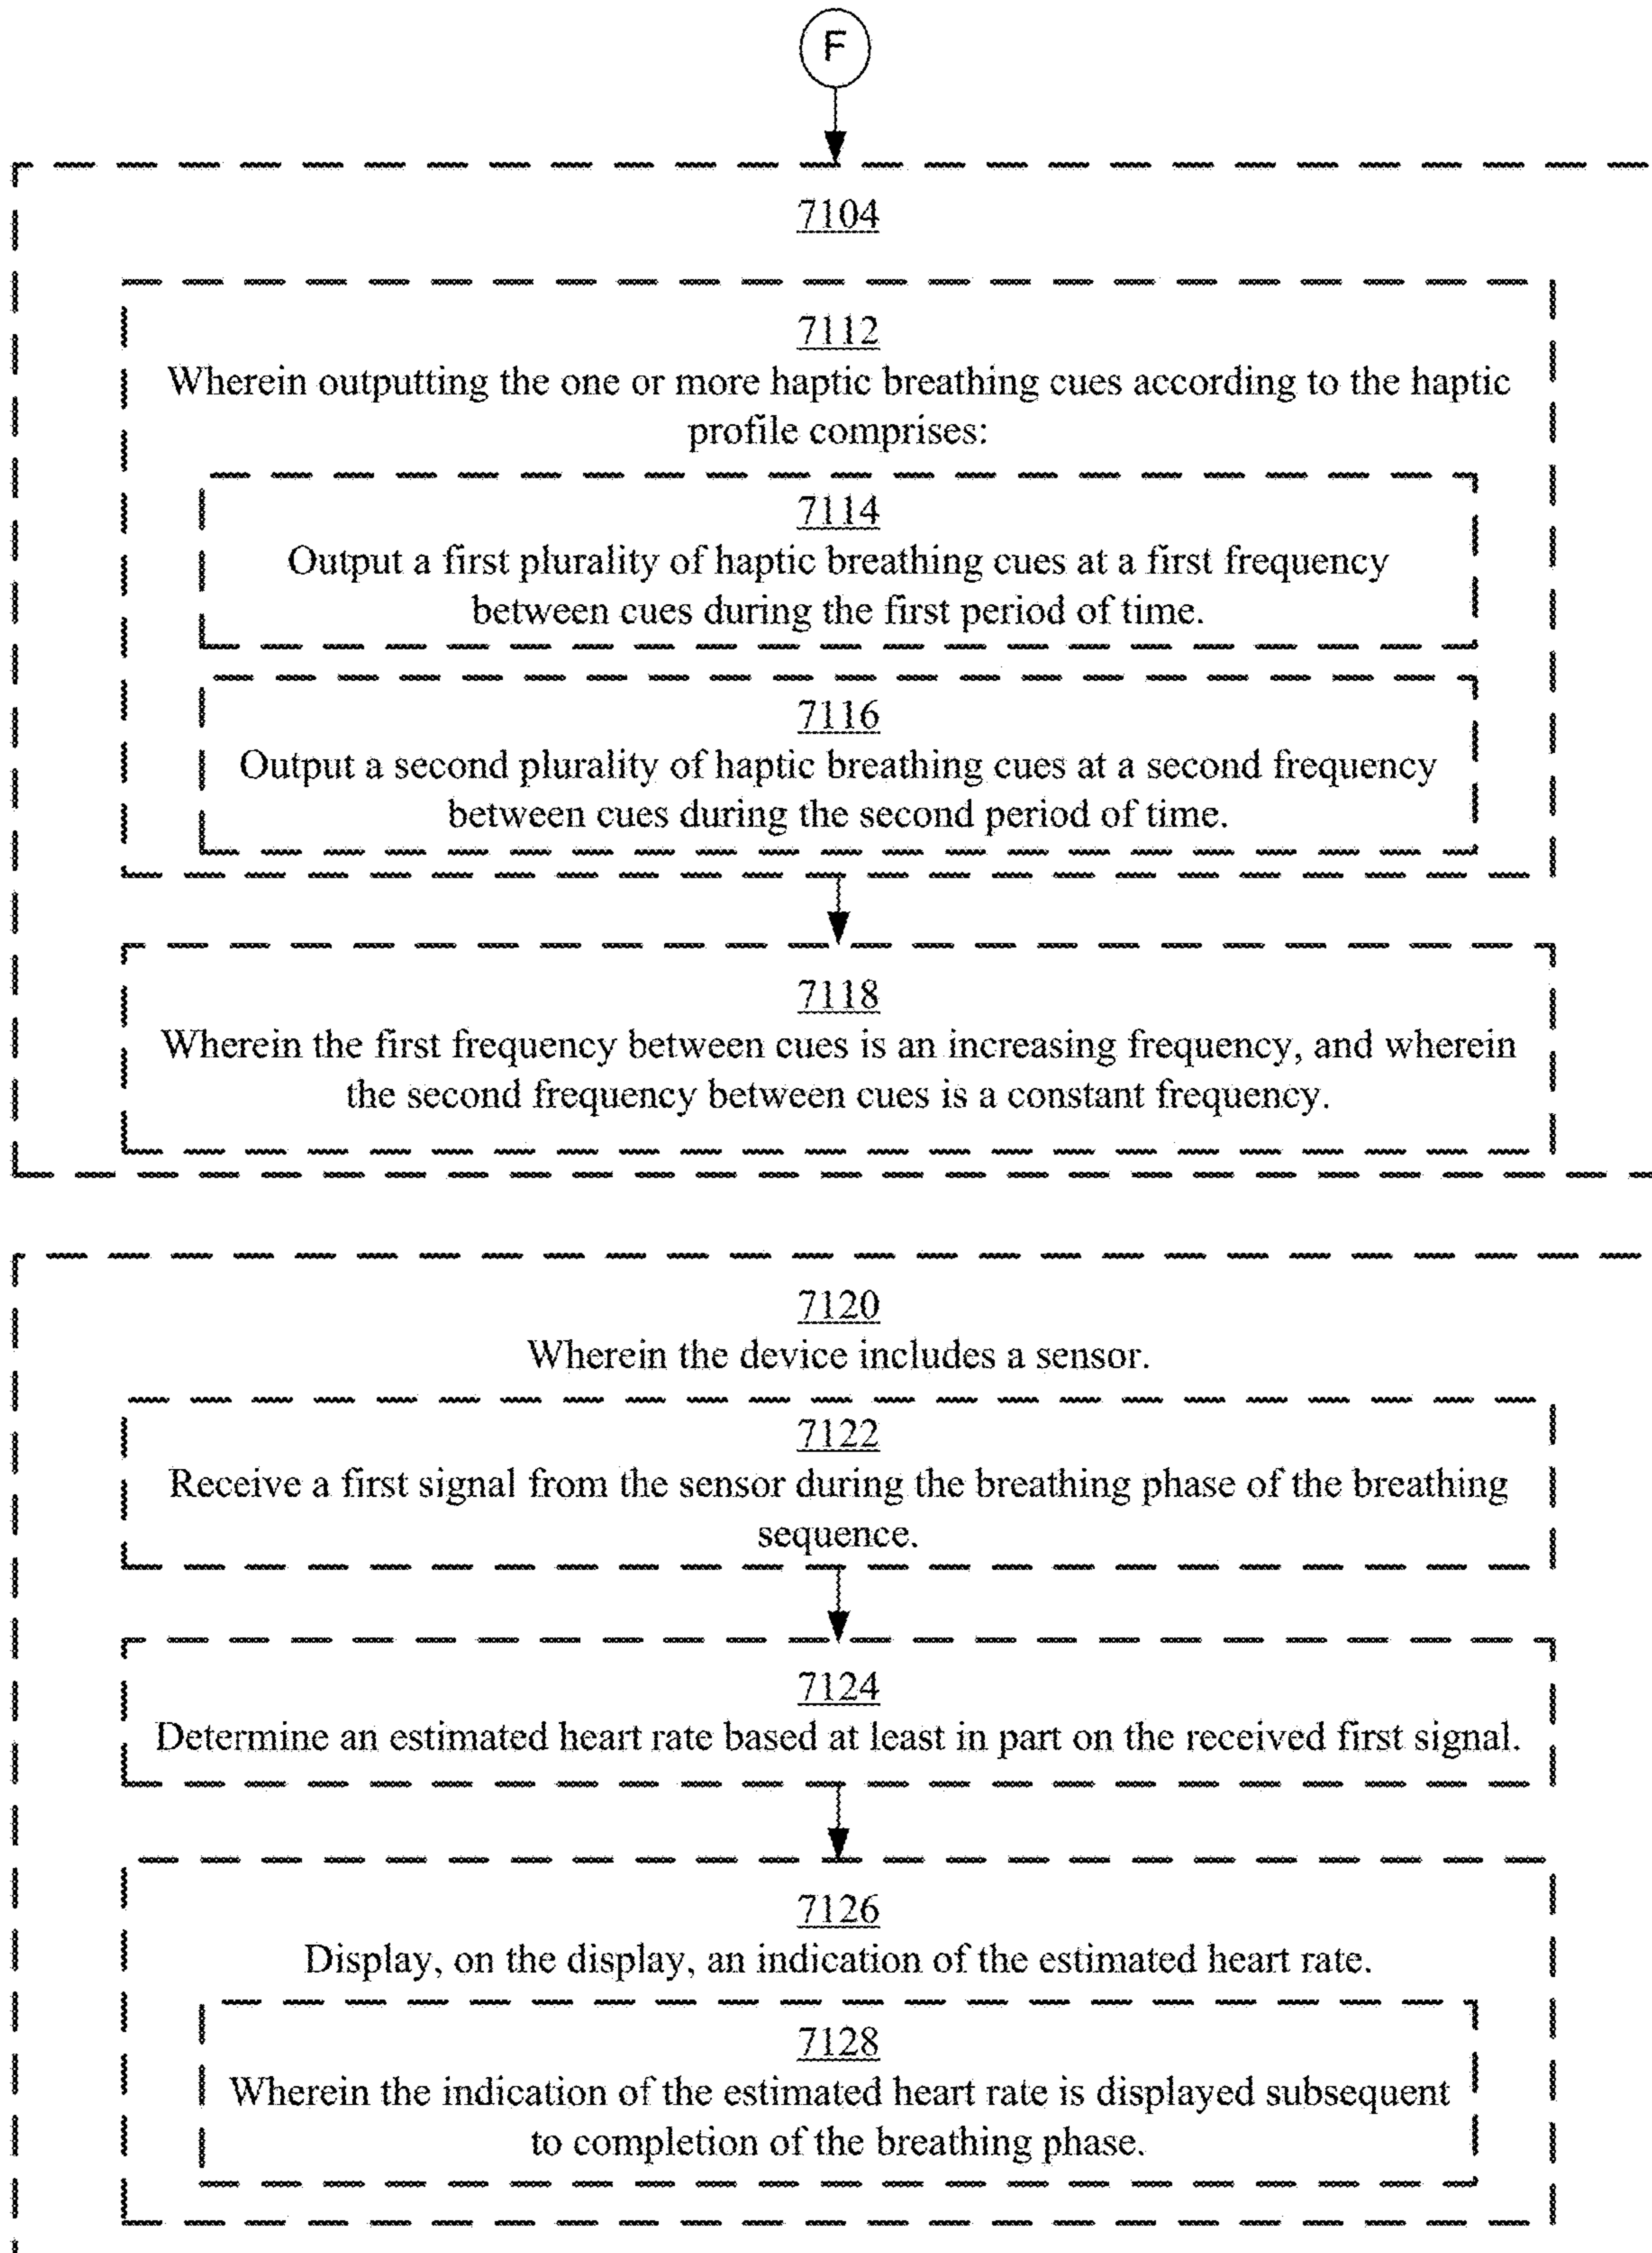 F
7104
7112
Wherein outputting the one or more haptic breathing cues according to the haptic
profile comprises:
7114
Output a first plurality of haptic breathing cues at a first frequency
between cues during the first period of time.
7116
Output a second plurality of haptic breathing cues at a second frequency
between cues during the second period of time.
7118
Wherein the first frequency between cues is an increasing frequency, and wherein
the second frequency between cues is a constant frequency.
7120
Wherein the device includes a sensor.
7122
Receive a first signal from the sensor during the breathing phase of the breathing
sequence.
7124
Determine an estimated heart rate based at least in part on the received first signal.
7126
Display, on the display, an indication of the estimated heart rate.
7128
Wherein the indication of the estimated heart rate is displayed subsequent
to completion of the breathing phase.